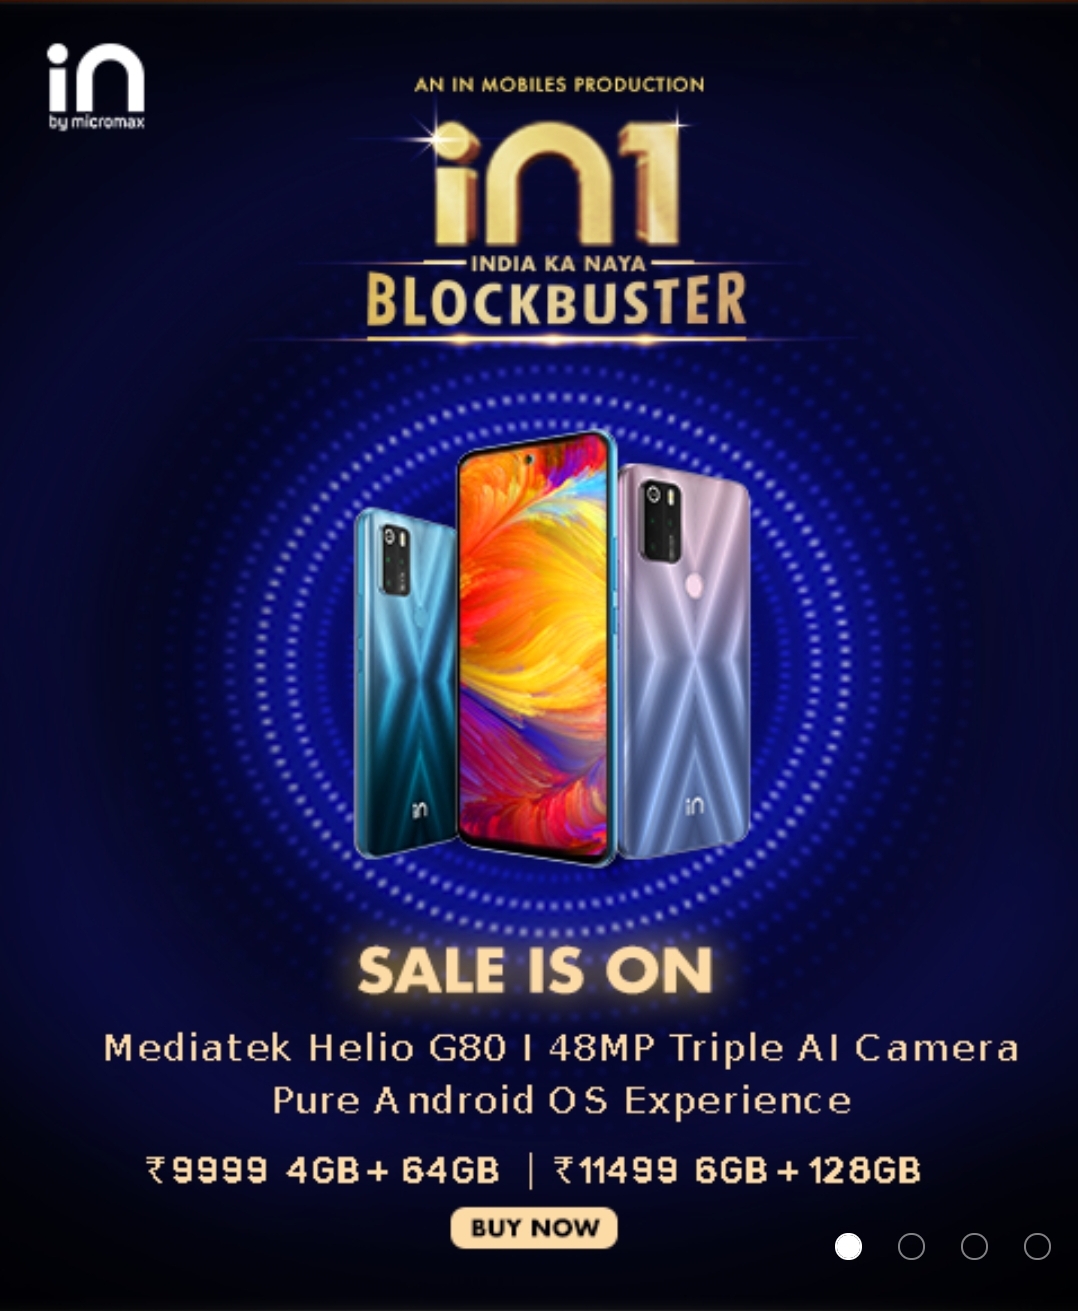 in
by micromax
AN IN MOBILES PRODUCTION
in1
INDIA KA NAYA
BLOCKBUSTER
in
in
SALE IS ON
Mediatek Helio G80 I 48MP Triple AI Camera
Pure Android OS Experience
₹9999 4GB+ 64GB | ₹11499 6GB+128GB
BUY NOW